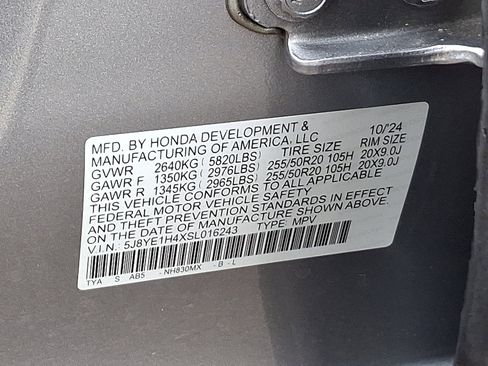 MFD. BY HONDA DEVELOPMENT & 10/'24
MANUFACTURING OF AMERICA, LLC
GVWR 2640KG ( 5820LBS) TIRE SIZE RIM SIZE
GAWR F 1350KG ( 2976LBS) 255/50R20 105H 20X9.0J
GAWR R 1345KG ( 2965LBS) 255/50R20 105H 20X9.0J
THIS VEHICLE CONFORMS TO ALL APPLICABLE
FEDERAL MOTOR VEHICLE SAFETY
AND THEFT PREVENTION STANDARDS IN EFFECT
ON THE DATE OF MANUFACTURE SHOWN ABOVE.
V.I.N. 5J8YE1H4XSL016243 TYPE: MPV
TYA S AB5 - NH830MX - B - L